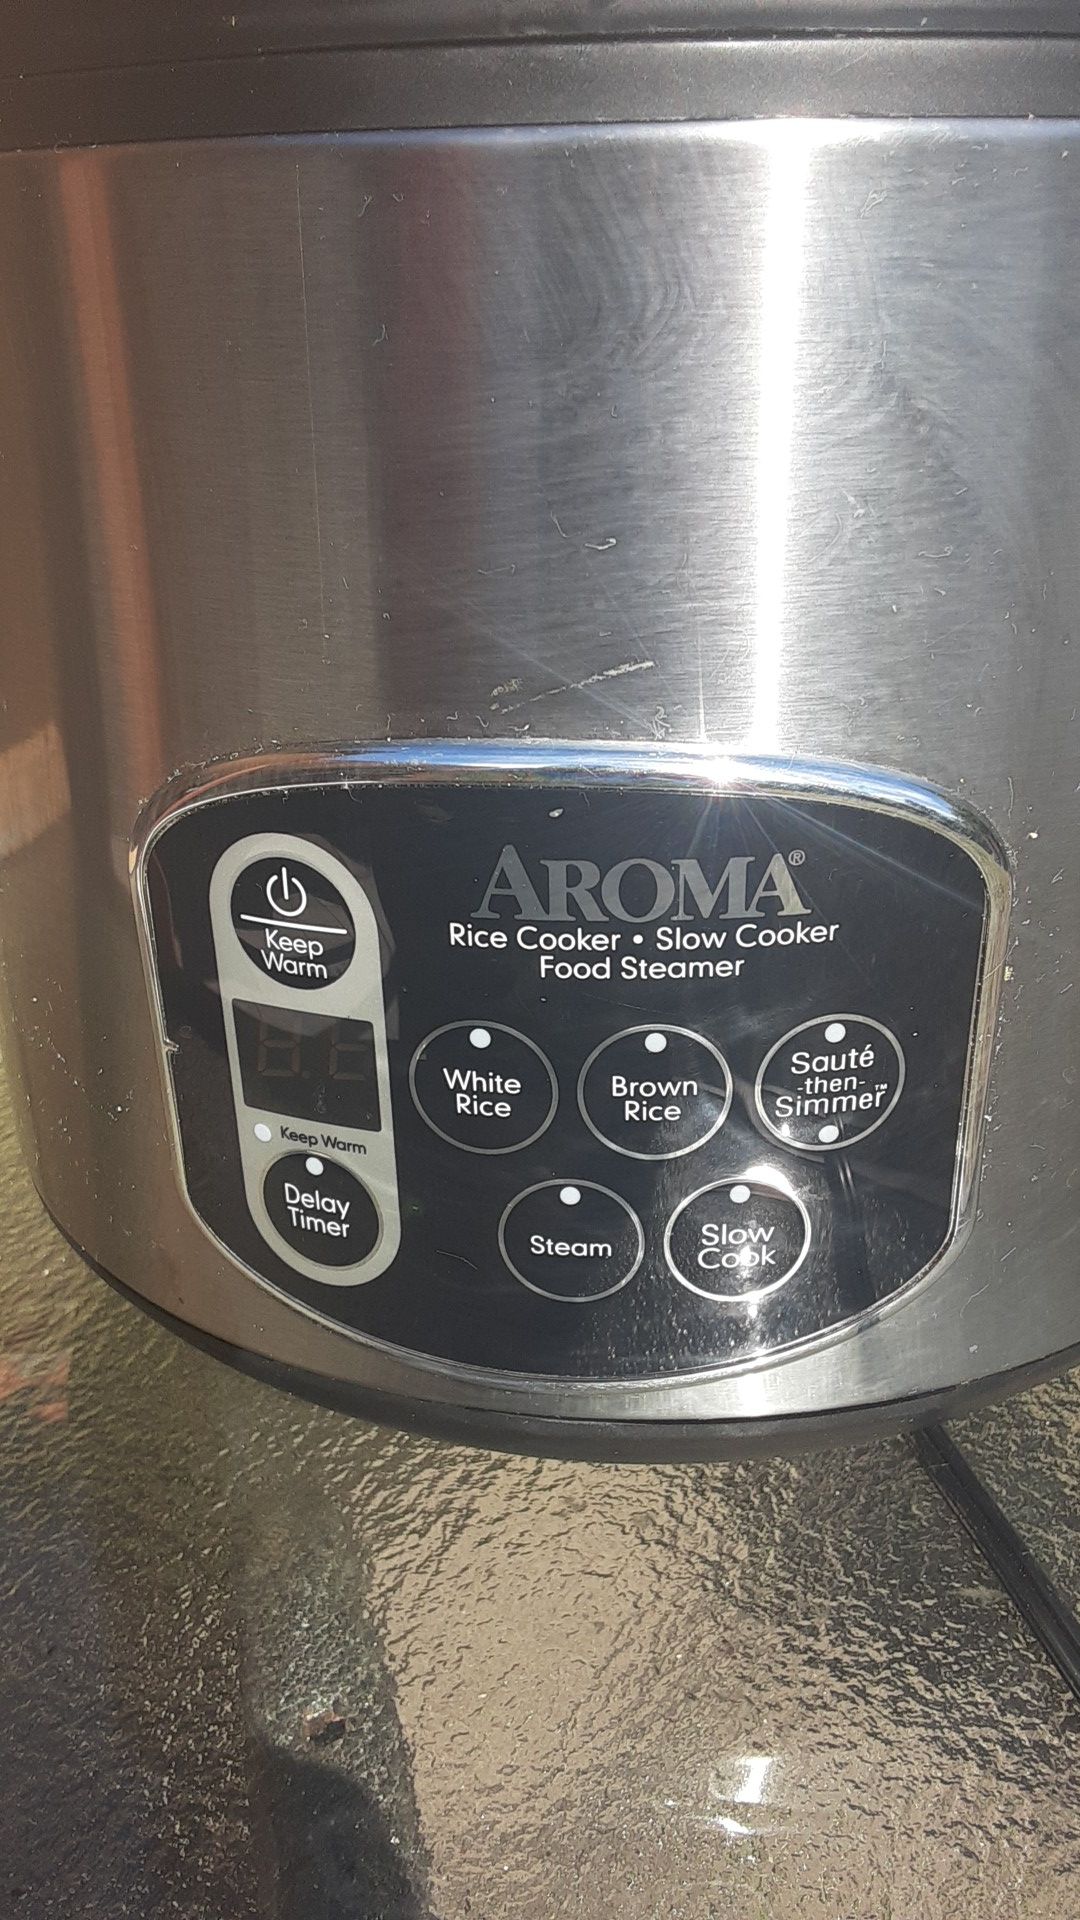 AROMA®
Rice Cooker • Slow Cooker
Food Steamer
Keep
Warm
Keep Warm
Delay
Timer
White
Rice
Brown
Rice
Sauté
-then-
Simmer™
Steam
Slow
Cook